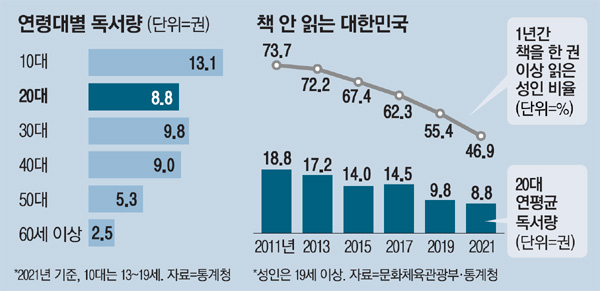 연령대별 독서량 (단위=권)
10대 13.1
20대 8.8
30대 9.8
40대 9.0
50대 5.3
60세 이상 2.5
*2021년 기준, 10대는 13~19세. 자료=통계청
책 안 읽는 대한민국
73.7
72.2
67.4
62.3
55.4
46.9
1년간
책을 한 권
이상 읽은
성인 비율
(단위=%)
18.8 17.2 14.0 14.5 9.8 8.8
2011년 2013 2015 2017 2019 2021
20대
연평균
독서량
(단위=권)
*성인은 19세 이상. 자료=문화체육관광부·통계청